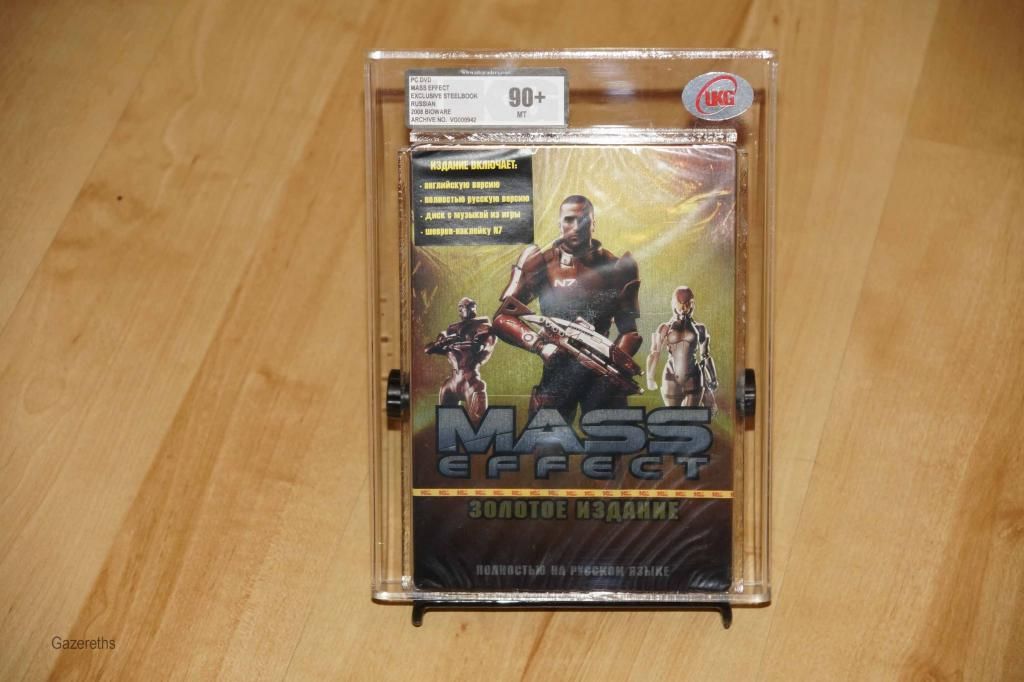 PC DVD
MASS EFFECT
EXCLUSIVE STEELBOOK
RUSSIAN
2008 BIOWARE
ARCHIVE NO. VG000942
90+
MT
UKG
ИЗДАНИЕ ВКЛЮЧАЕТ:
- английскую версию
- полностью русскую версию
- диск с музыкой из игры
- шеврон-наклейку N7
N7
MASS
EFFECT
ЗОЛОТОЕ ИЗДАНИЕ
ПОЛНОСТЬЮ НА РУССКОМ ЯЗЫКЕ
Gazereths